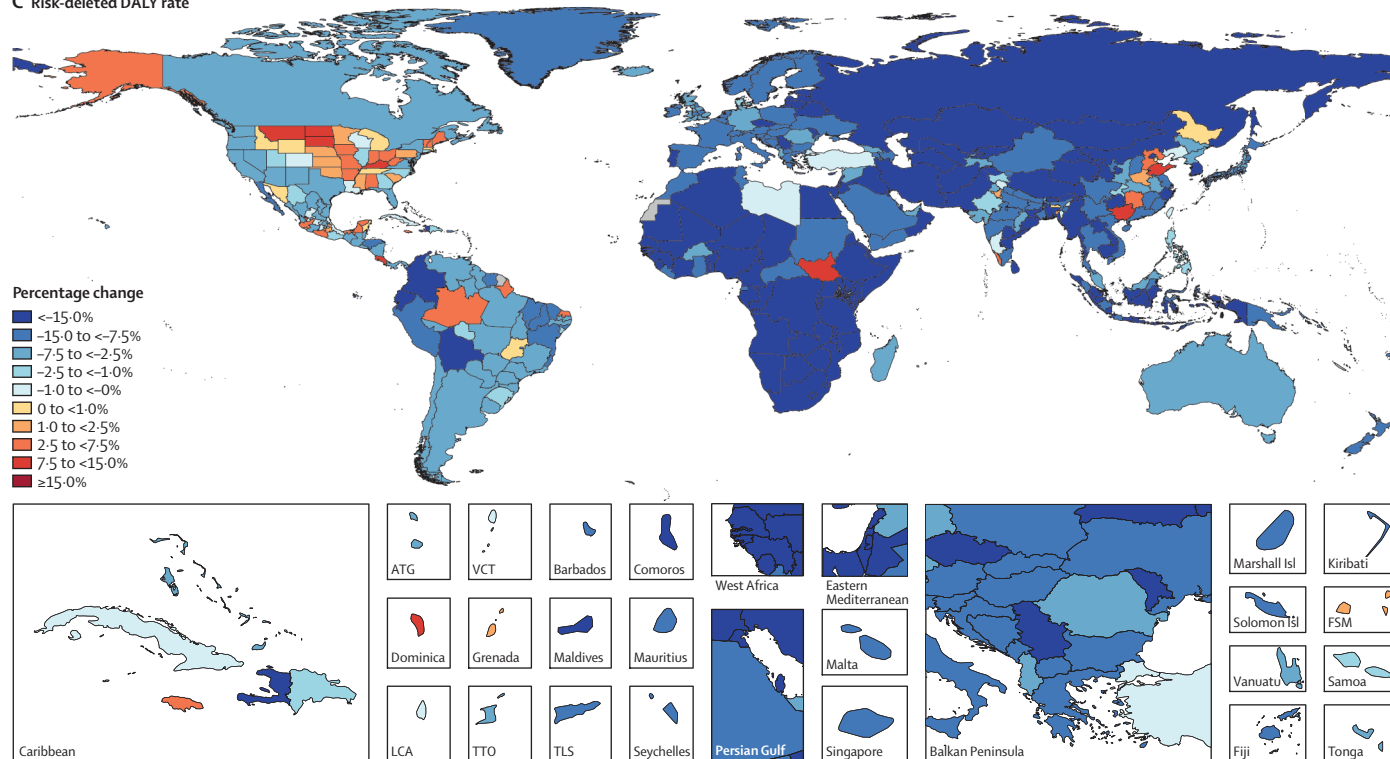 C Risk-deleted DALY rate
Percentage change
<–15·0%
–15·0 to <–7·5%
–7·5 to <–2·5%
–2·5 to <–1·0%
–1·0 to <–0%
0 to <1·0%
1·0 to <2·5%
2·5 to <7·5%
7·5 to <15·0%
≥15·0%
Caribbean
ATG
VCT
Barbados
Comoros
Dominica
Grenada
Maldives
Mauritius
LCA
TTO
TLS
Seychelles
West Africa
Eastern
Mediterranean
Persian Gulf
Malta
Singapore
Balkan Peninsula
Marshall Isl
Kiribati
Solomon Isl
FSM
Vanuatu
Samoa
Fiji
Tonga